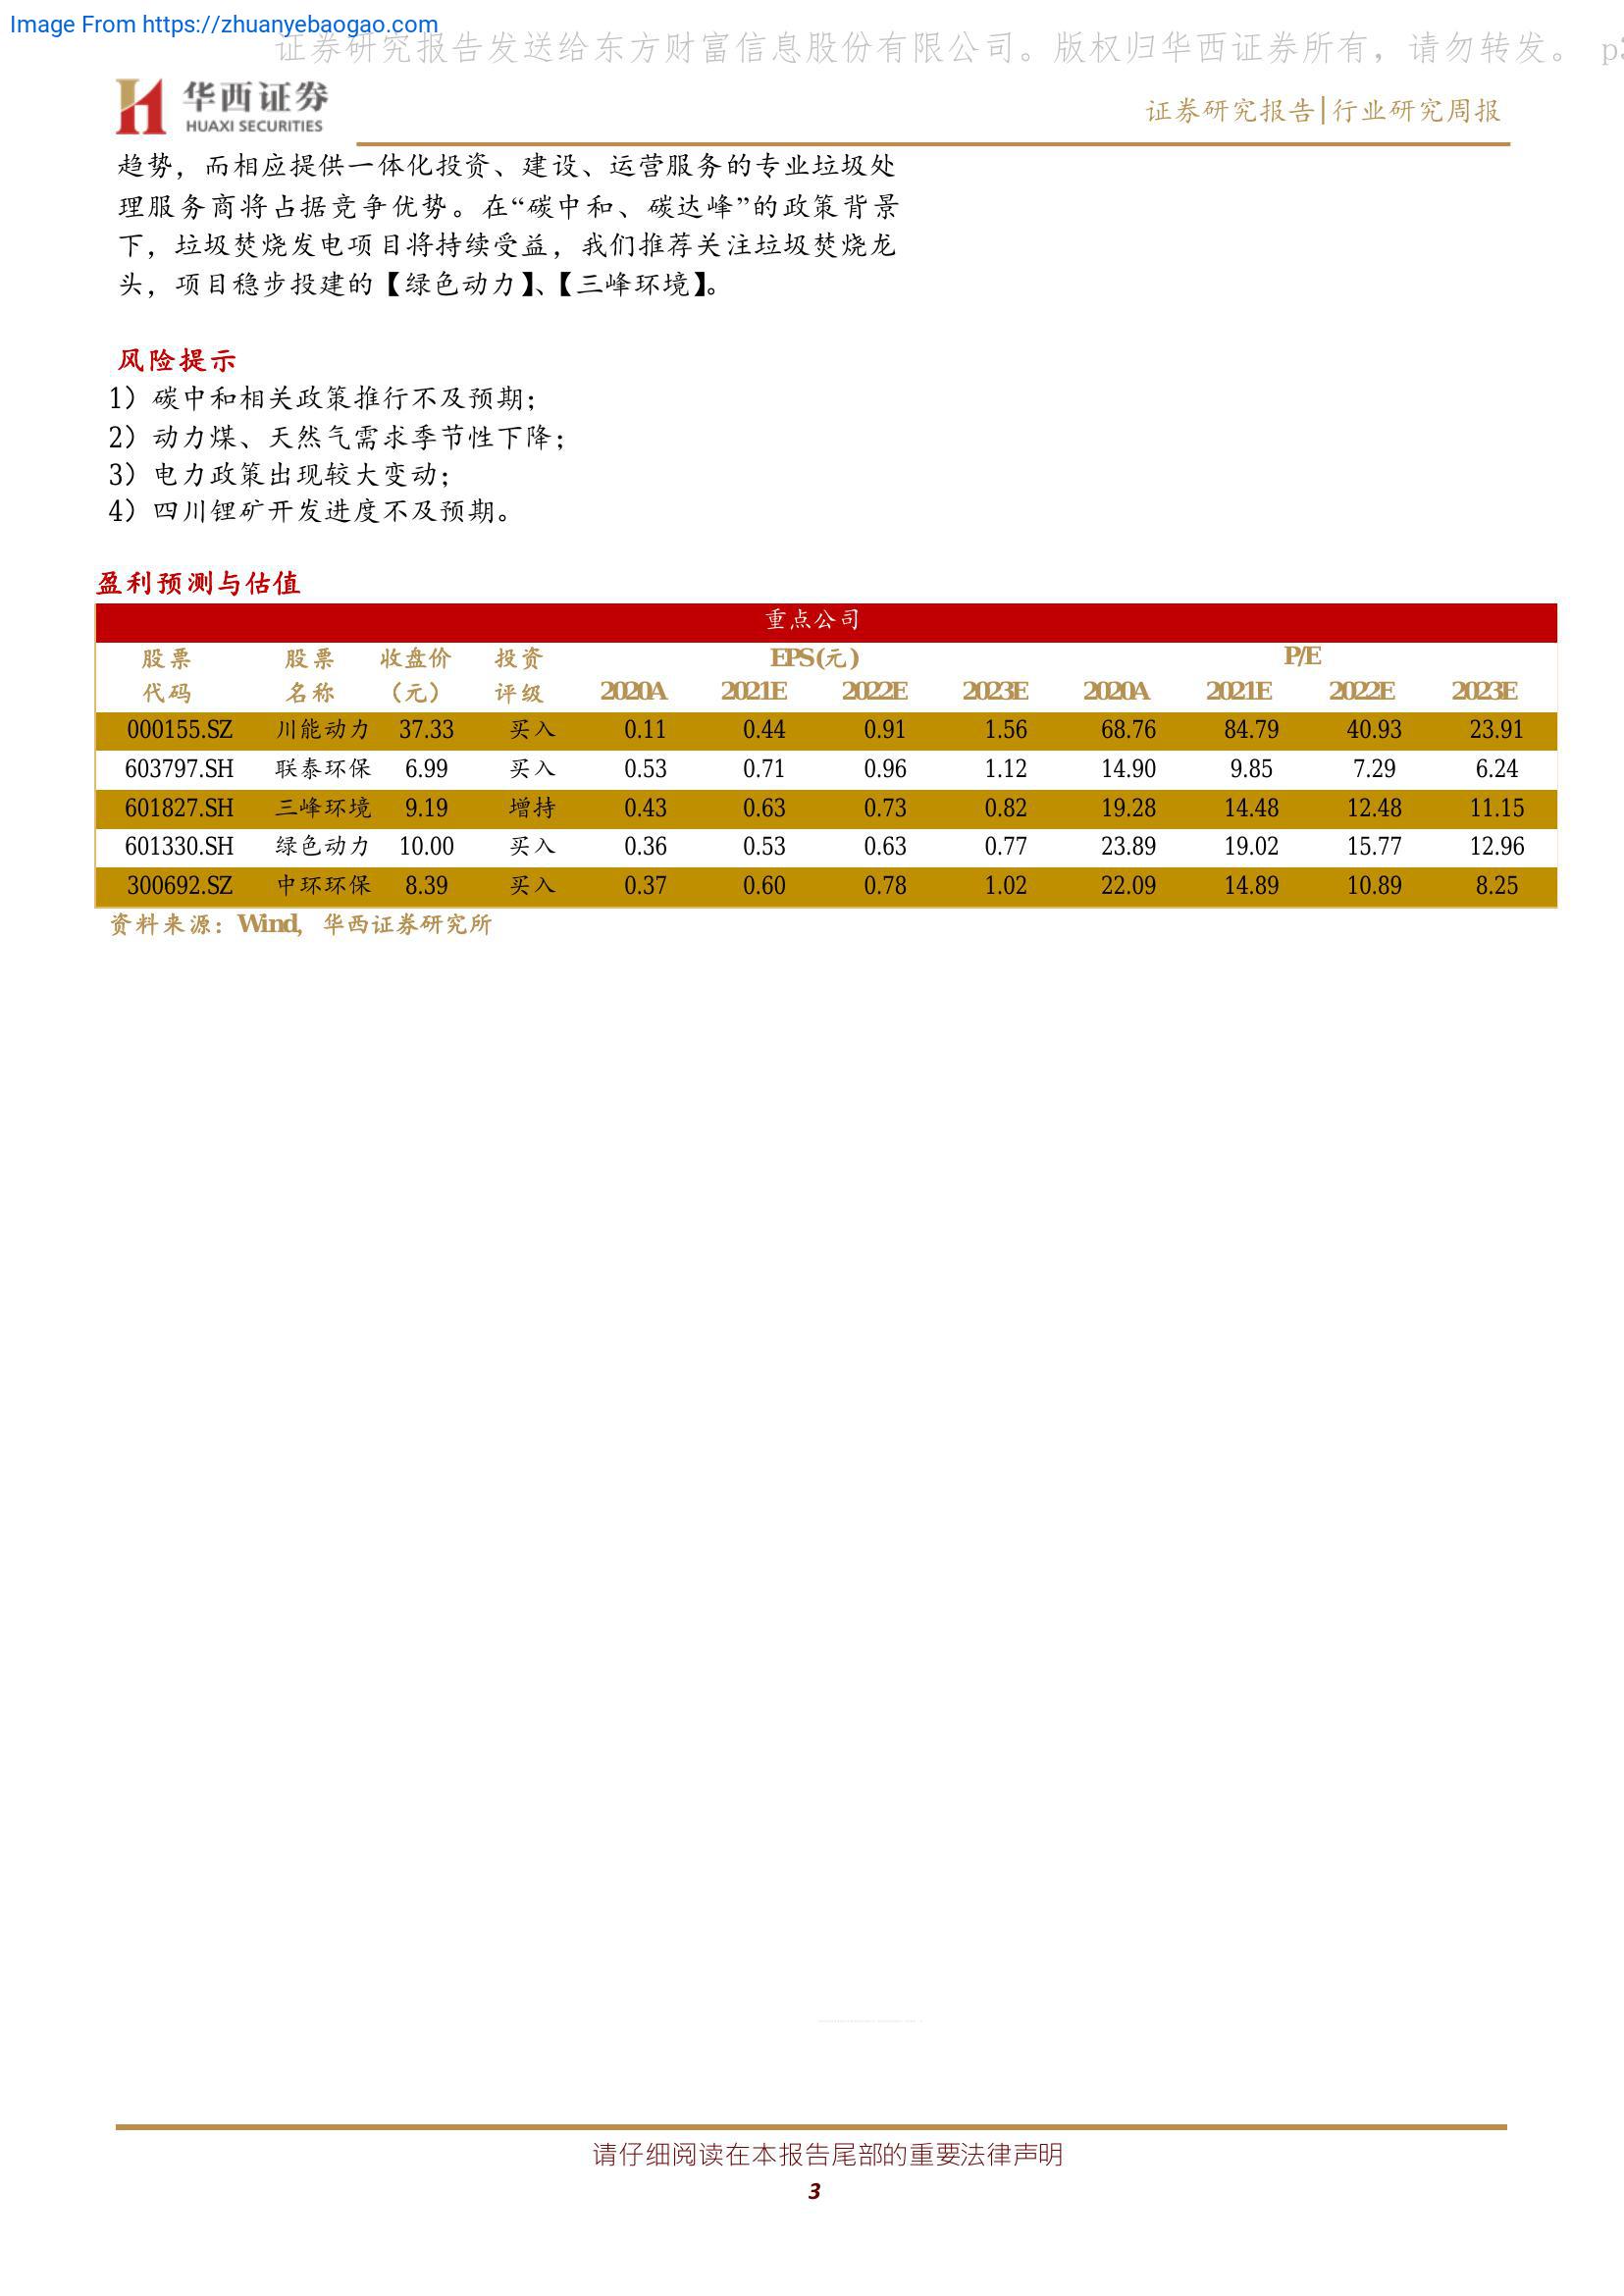 Image From https://zhuanyebaogao.com
证券研究报告发送给东方财富信息股份有限公司。版权归华西证券所有，请勿转发。 p3
华西证券
HUAXI SECURITIES
证券研究报告|行业研究周报
趋势，而相应提供一体化投资、建设、运营服务的专业垃圾处
理服务商将占据竞争优势。在“碳中和、碳达峰”的政策背景
下，垃圾焚烧发电项目将持续受益，我们推荐关注垃圾焚烧龙
头，项目稳步投建的【绿色动力】、【三峰环境】。
风险提示
1）碳中和相关政策推行不及预期；
2）动力煤、天然气需求季节性下降；
3）电力政策出现较大变动；
4）四川锂矿开发进度不及预期。
盈利预测与估值
重点公司
股票 股票 收盘价 投资 EPS(元) P/E
代码 名称 （元） 评级 2020A 2021E 2022E 2023E 2020A 2021E 2022E 2023E
000155.SZ 川能动力 37.33 买入 0.11 0.44 0.91 1.56 68.76 84.79 40.93 23.91
603797.SH 联泰环保 6.99 买入 0.53 0.71 0.96 1.12 14.90 9.85 7.29 6.24
601827.SH 三峰环境 9.19 增持 0.43 0.63 0.73 0.82 19.28 14.48 12.48 11.15
601330.SH 绿色动力 10.00 买入 0.36 0.53 0.63 0.77 23.89 19.02 15.77 12.96
300692.SZ 中环环保 8.39 买入 0.37 0.60 0.78 1.02 22.09 14.89 10.89 8.25
资料来源：Wind，华西证券研究所
请仔细阅读在本报告尾部的重要法律声明
3